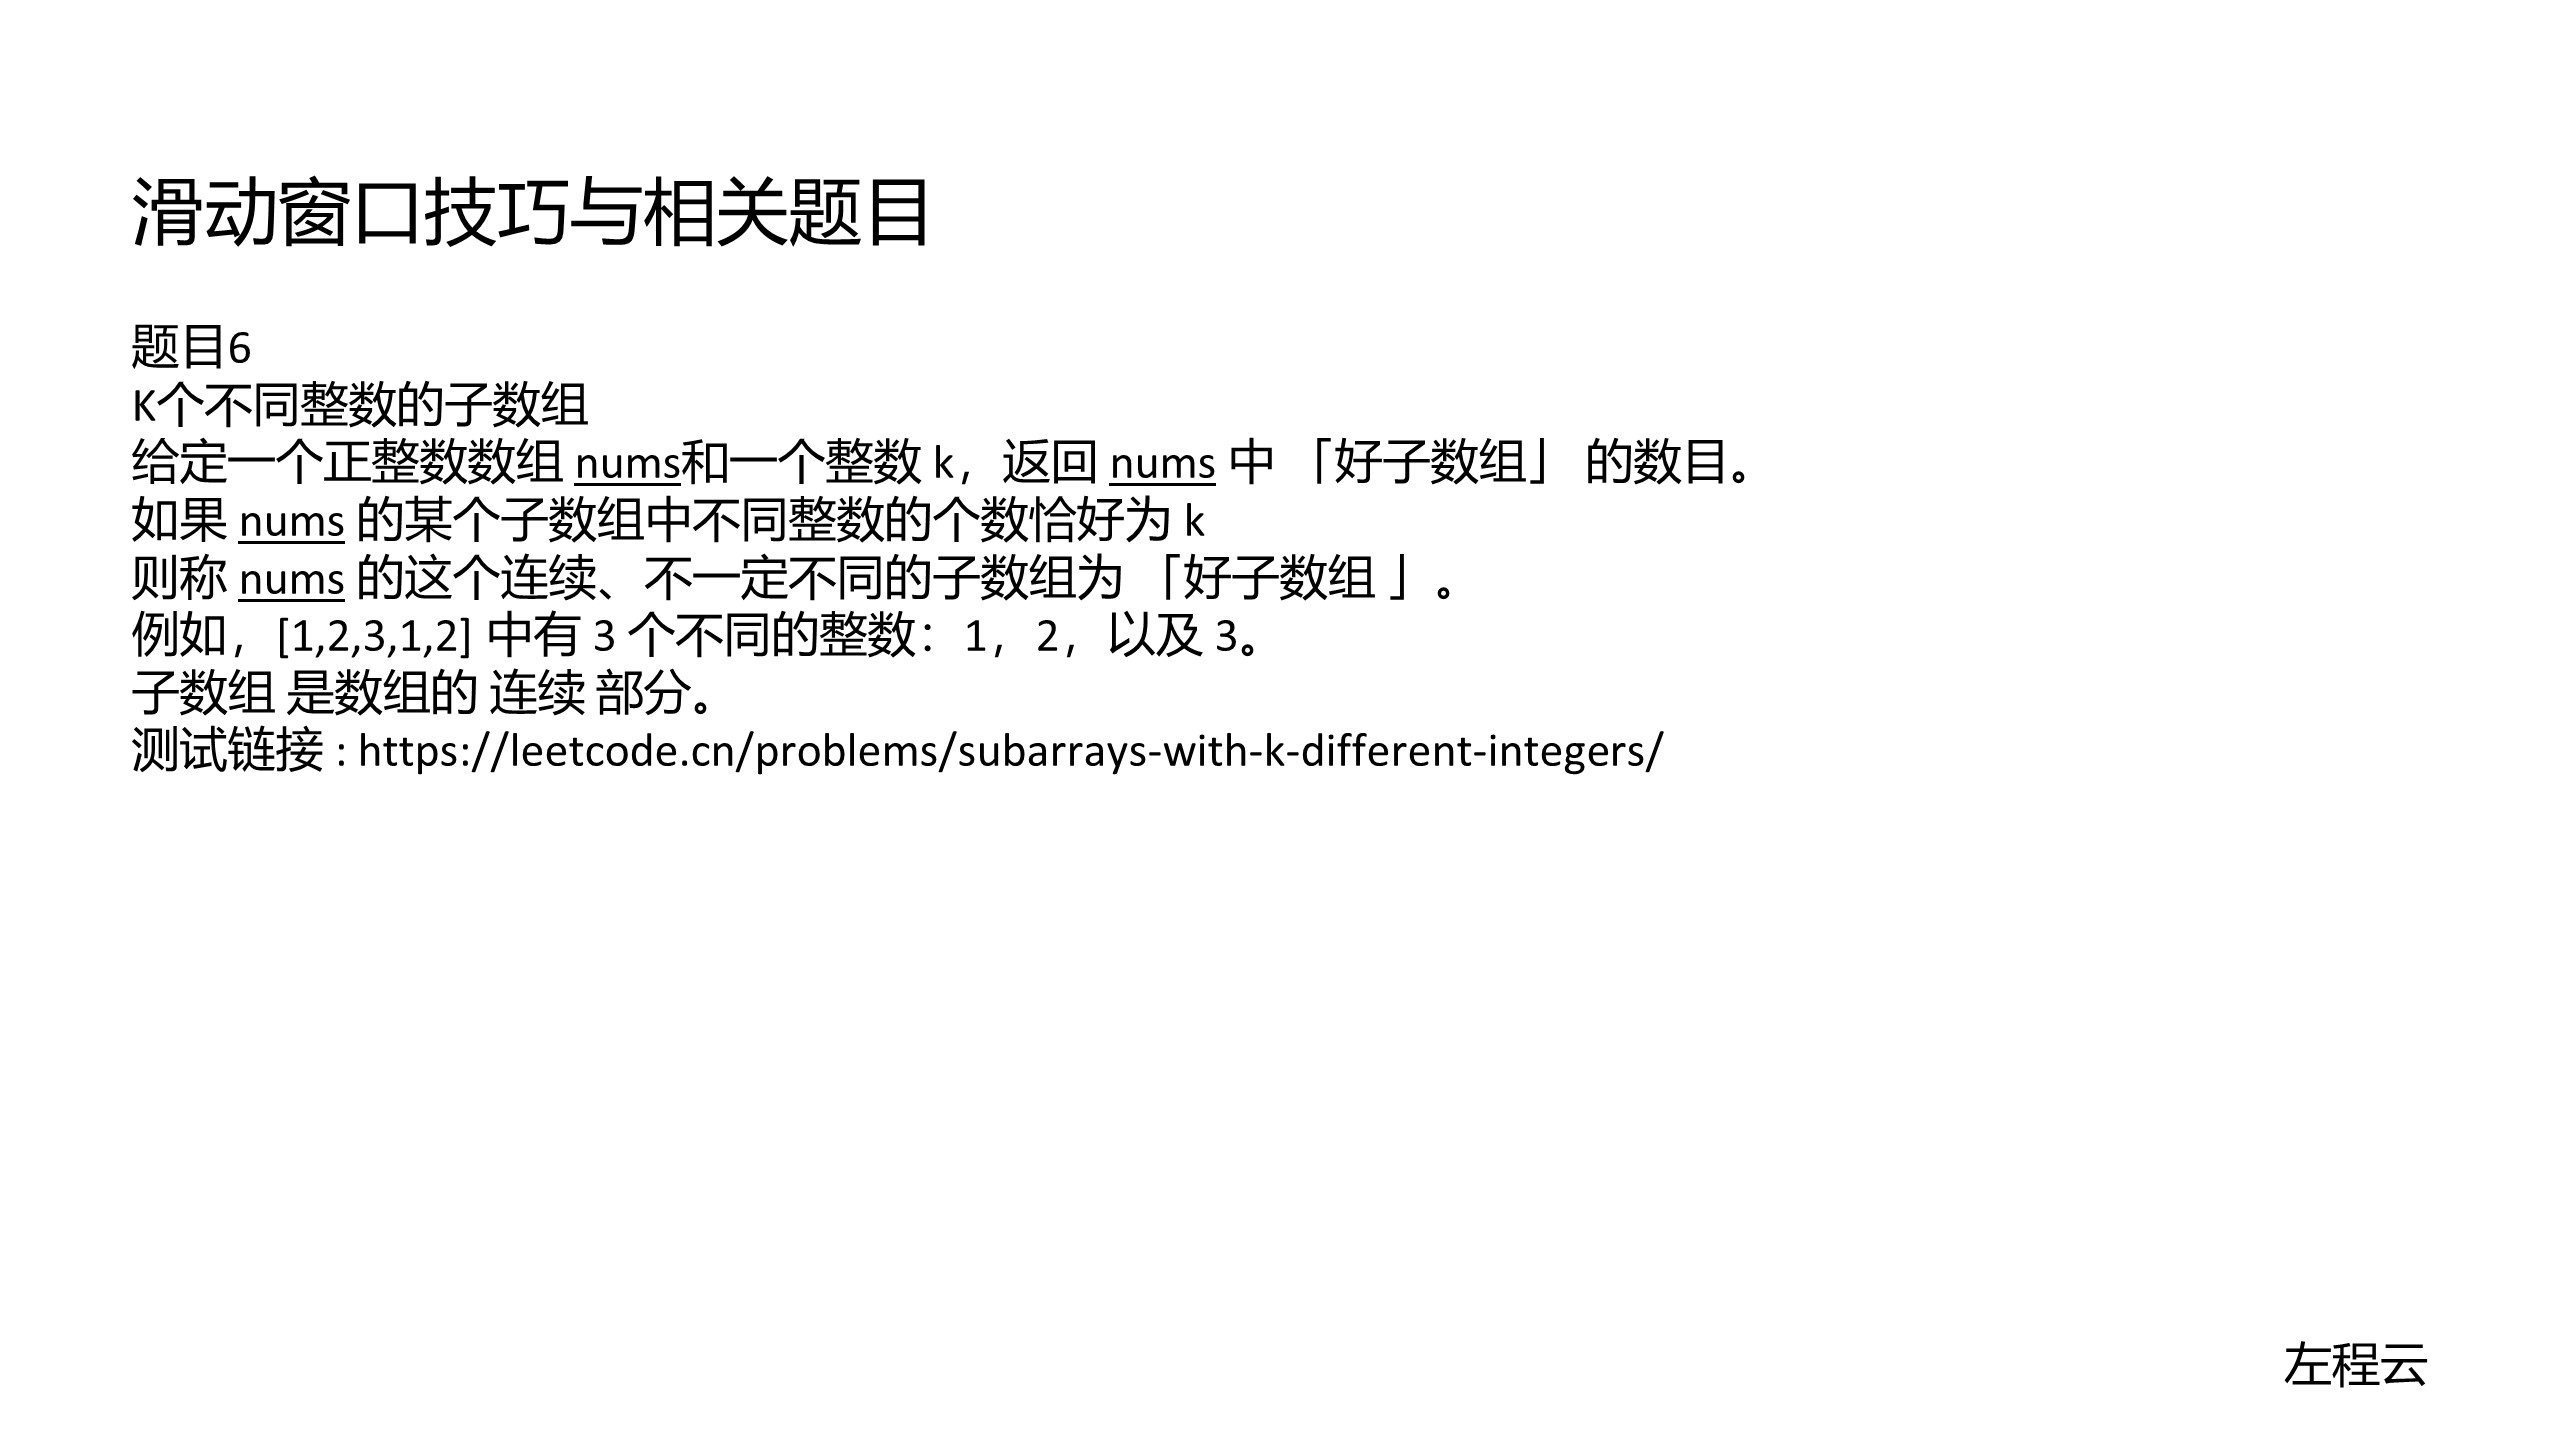 滑动窗口技巧与相关题目
题目6
K个不同整数的子数组
给定一个正整数数组 nums和一个整数 k，返回 nums 中 「好子数组」 的数目。
如果 nums 的某个子数组中不同整数的个数恰好为 k
则称 nums 的这个连续、不一定不同的子数组为 「好子数组 」。
例如，[1,2,3,1,2] 中有 3 个不同的整数：1，2，以及 3。
子数组 是数组的 连续 部分。
测试链接 : https://leetcode.cn/problems/subarrays-with-k-different-integers/
左程云